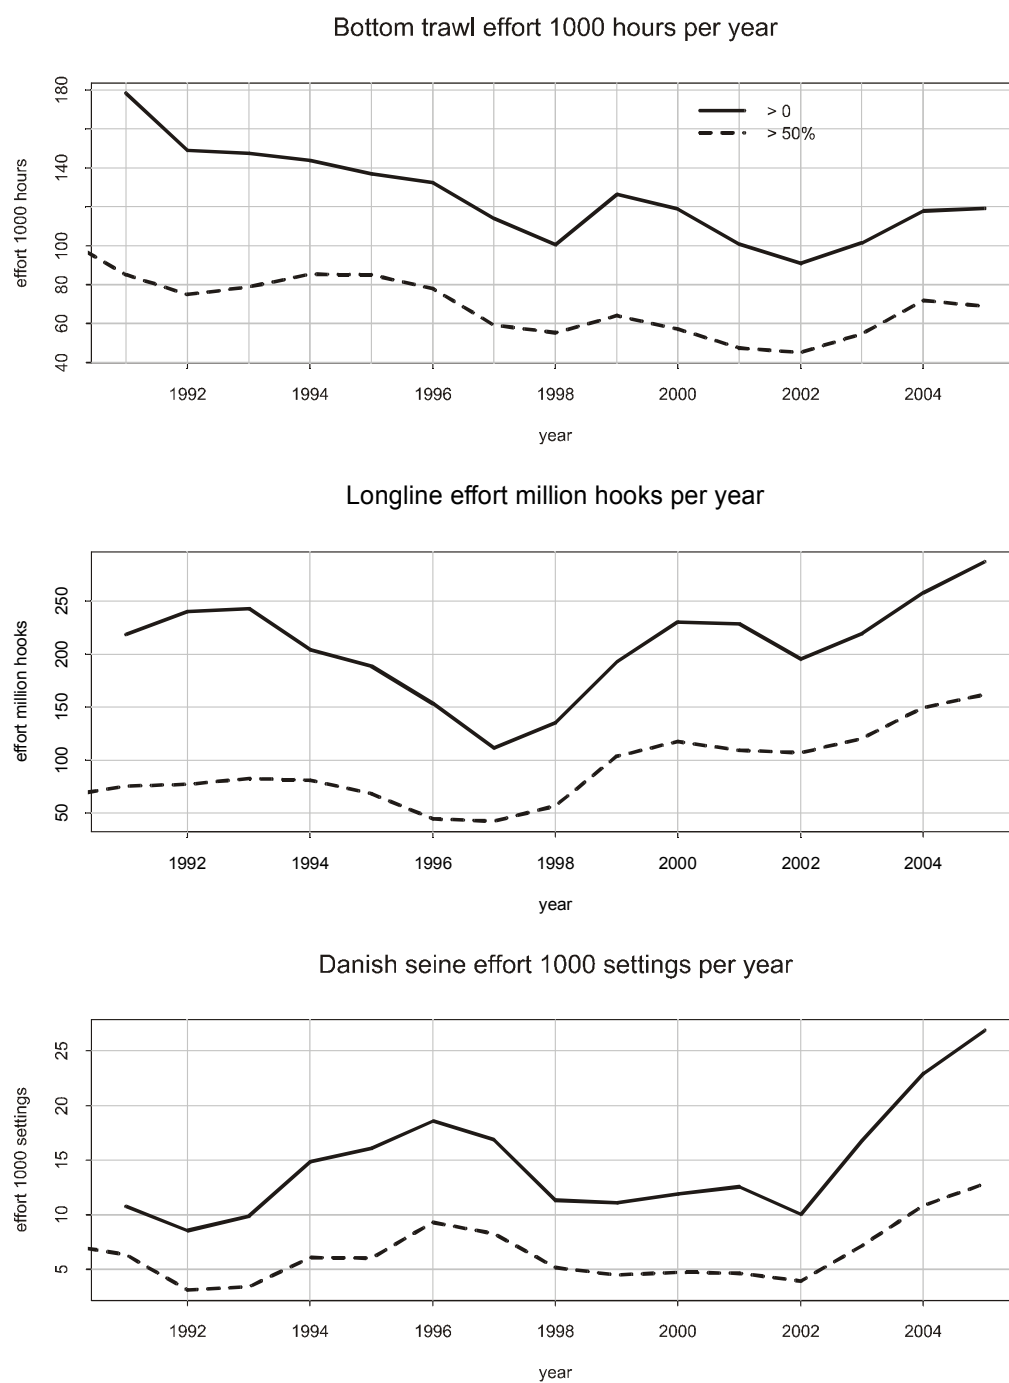 Bottom trawl effort 1000 hours per year
effort 1000 hours
180
140
100
80
60
40
> 0
> 50%
1992 1994 1996 1998 2000 2002 2004
year
Longline effort million hooks per year
effort million hooks
250
200
150
100
50
1992 1994 1996 1998 2000 2002 2004
year
Danish seine effort 1000 settings per year
effort 1000 settings
25
20
15
10
5
1992 1994 1996 1998 2000 2002 2004
year